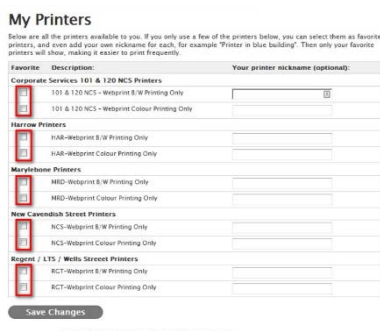 My Printers
Below are all the printers available to you. If you only use a few of the printers below, you can select them as favorite
printers, and even add your own nickname for each, for example "Printer in blue building". Then only your favorite
printers will show, making it easier to print frequently.
Favorite Description: Your printer nickname (optional):
Corporate Services 101 & 120 NCS Printers
101 & 120 NCS - Webprint B/W Printing Only
101 & 120 NCS - Webprint Colour Printing Only
Harrow Printers
HAR-Webprint B/W Printing Only
HAR-Webprint Colour Printing Only
Marylebone Printers
MRD-Webprint B/W Printing Only
MRD-Webprint Colour Printing Only
New Cavendish Street Printers
NCS-Webprint B/W Printing Only
NCS-Webprint Colour Printing Only
Regent / LTS / Wells Streeet Printers
RCT-Webprint B/W Printing Only
RCT-Webprint Colour Printing Only
Save Changes